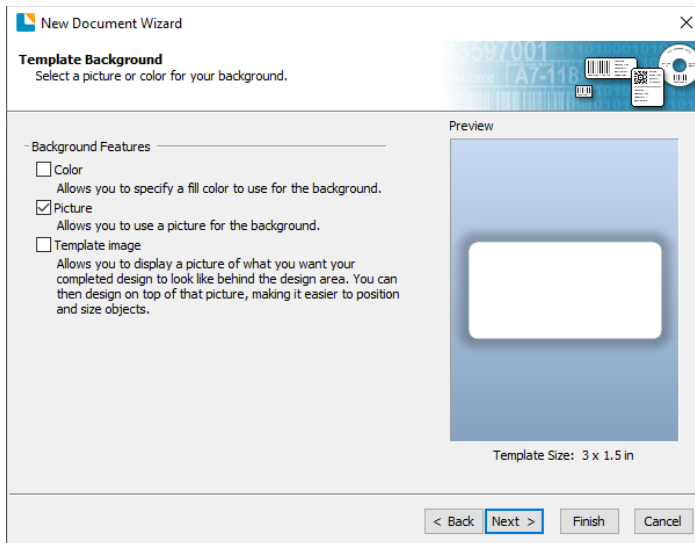 New Document Wizard
Template Background
Select a picture or color for your background.
3597001
A7-118
Preview
Background Features
Color
Allows you to specify a fill color to use for the background.
Picture
Allows you to use a picture for the background.
Template image
Allows you to display a picture of what you want your
completed design to look like behind the design area. You can
then design on top of that picture, making it easier to position
and size objects.
Template Size: 3 x 1.5 in
< Back Next > Finish Cancel